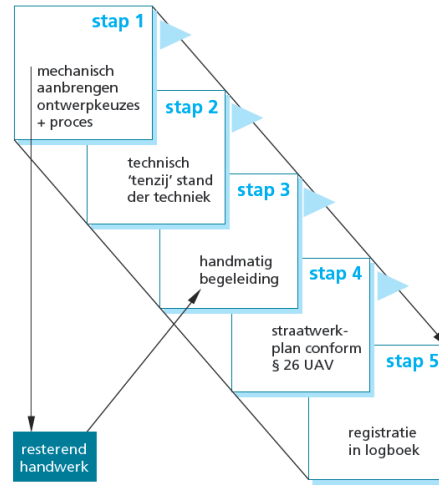 stap 1
mechanisch
aanbrengen
ontwerpkeuzes
+ proces
stap 2
technisch
'tenzij' stand
der techniek
stap 3
handmatig
begeleiding
stap 4
straatwerk-
plan conform
§ 26 UAV
stap 5
registratie
in logboek
resterend
handwerk